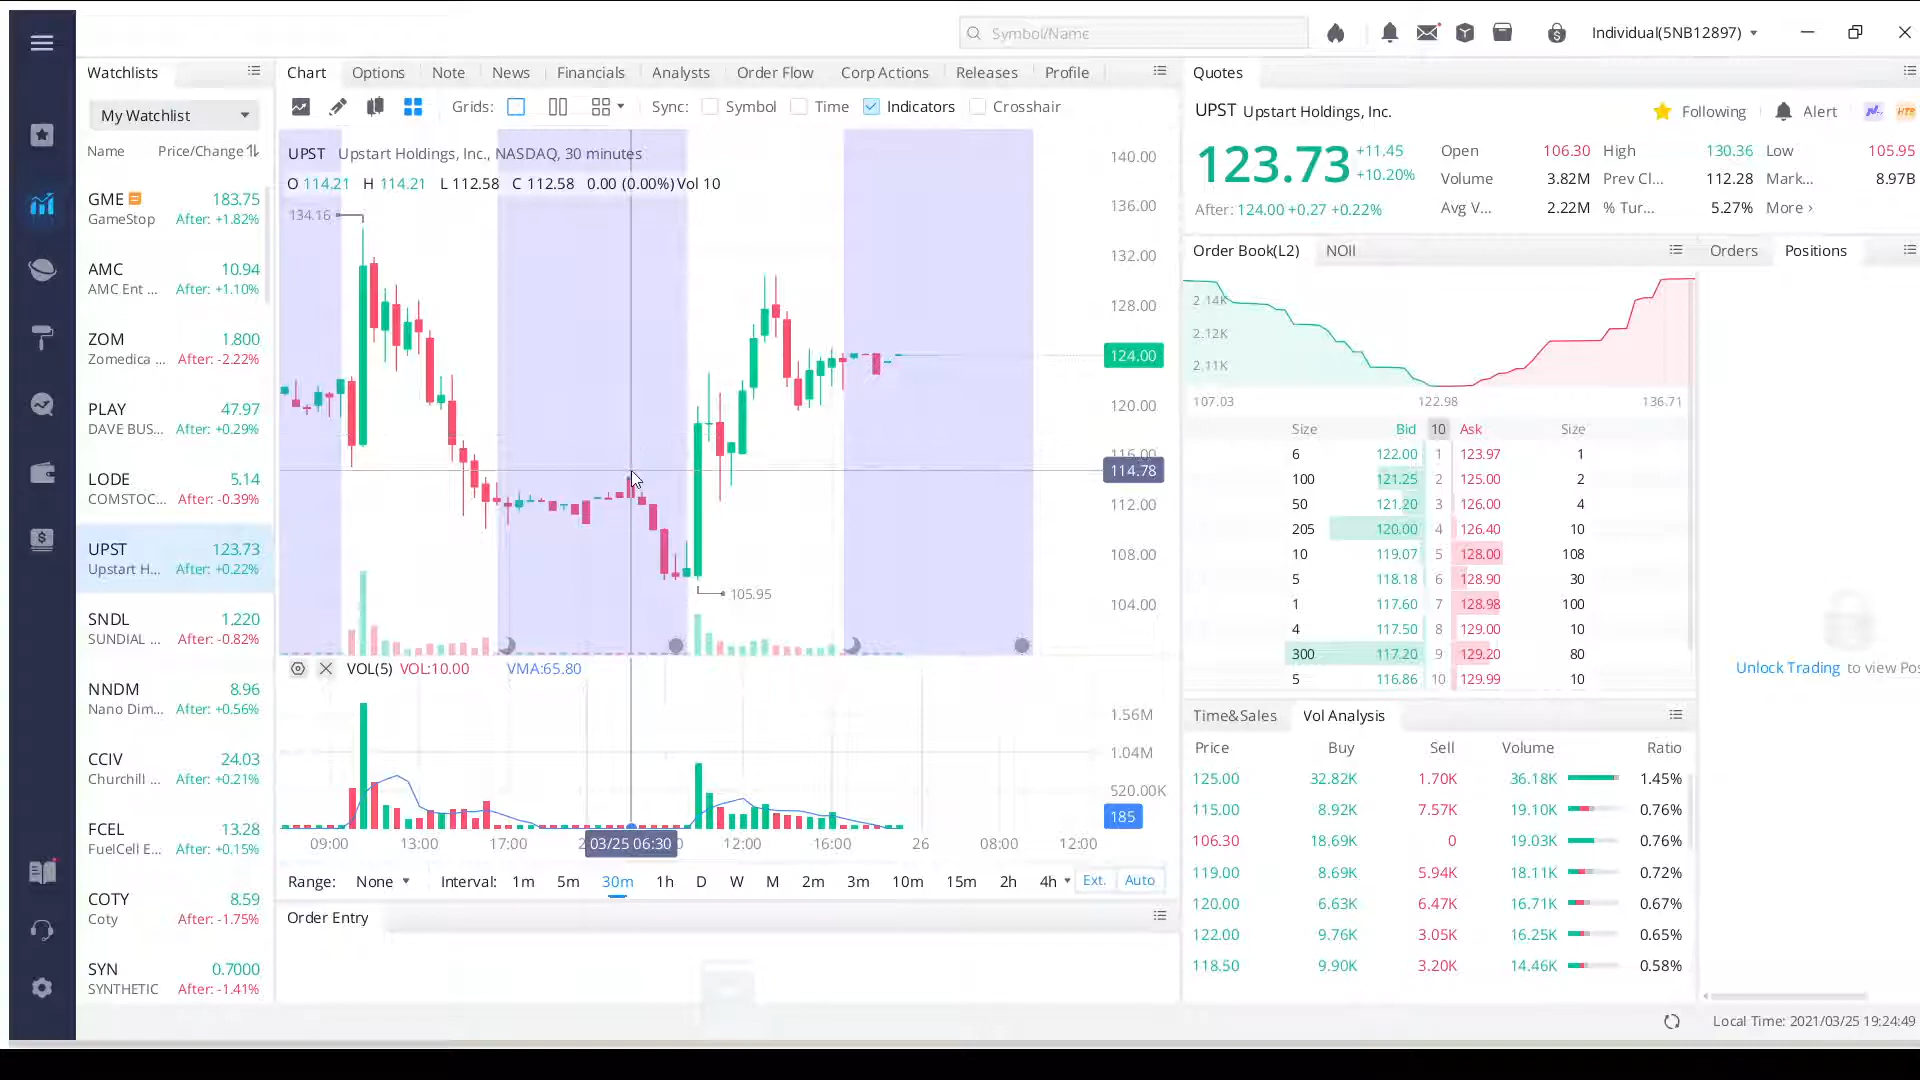 Symbol/Name
Individual(5NB12897)
Watchlists
My Watchlist
Name Price/Change
GME 183.75
GameStop After: +1.82%
AMC 10.94
AMC Ent ... After: +1.10%
ZOM 1.800
Zomedica ... After: -2.22%
PLAY 47.97
DAVE BUS... After: +0.29%
LODE 5.14
COMSTOC... After: -0.39%
UPST 123.73
Upstart H... After: +0.22%
SNDL 1.220
SUNDIAL ... After: -0.82%
NNDM 8.96
Nano Dim... After: +0.56%
CCIV 24.03
Churchill ... After: +0.21%
FCEL 13.28
FuelCell E... After: +0.15%
COTY 8.59
Coty After: -1.75%
SYN 0.7000
SYNTHETIC After: -1.41%
Chart Options Note News Financials Analysts Order Flow Corp Actions Releases Profile
Grids: Sync: Symbol Time Indicators Crosshair
UPST Upstart Holdings, Inc., NASDAQ, 30 minutes
O 114.21 H 114.21 L 112.58 C 112.58 0.00 (0.00%) Vol 10
134.16
105.95
140.00
136.00
132.00
128.00
124.00
120.00
114.78
112.00
108.00
104.00
VOL(5) VOL:10.00 VMA:65.80
1.56M
1.04M
520.00K
185
09:00 13:00 17:00 03/25 06:30 12:00 16:00 26 08:00 12:00
Range: None Interval: 1m 5m 30m 1h D W M 2m 3m 10m 15m 2h 4h Ext. Auto
Order Entry
Quotes
UPST Upstart Holdings, Inc. Following Alert
123.73 +11.45
+10.20%
After: 124.00 +0.27 +0.22%
Open 106.30 High 130.36 Low 105.95
Volume 3.82M Prev Cl... 112.28 Mark... 8.97B
Avg V... 2.22M % Tur... 5.27% More ›
Order Book(L2) NOII
2.14K
2.12K
2.11K
107.03 122.98 136.71
Size Bid 10 Ask Size
6 122.00 1 123.97 1
100 121.25 2 125.00 2
50 121.20 3 126.00 4
205 120.00 4 126.40 10
10 119.07 5 128.00 108
5 118.18 6 128.90 30
1 117.60 7 128.98 100
4 117.50 8 129.00 10
300 117.20 9 129.20 80
5 116.86 10 129.99 10
Orders Positions
Unlock Trading to view Pos
Time&Sales Vol Analysis
Price Buy Sell Volume Ratio
125.00 32.82K 1.70K 36.18K 1.45%
115.00 8.92K 7.57K 19.10K 0.76%
106.30 18.69K 0 19.03K 0.76%
119.00 8.69K 5.94K 18.11K 0.72%
120.00 6.63K 6.47K 16.71K 0.67%
122.00 9.76K 3.05K 16.25K 0.65%
118.50 9.90K 3.20K 14.46K 0.58%
Local Time: 2021/03/25 19:24:49